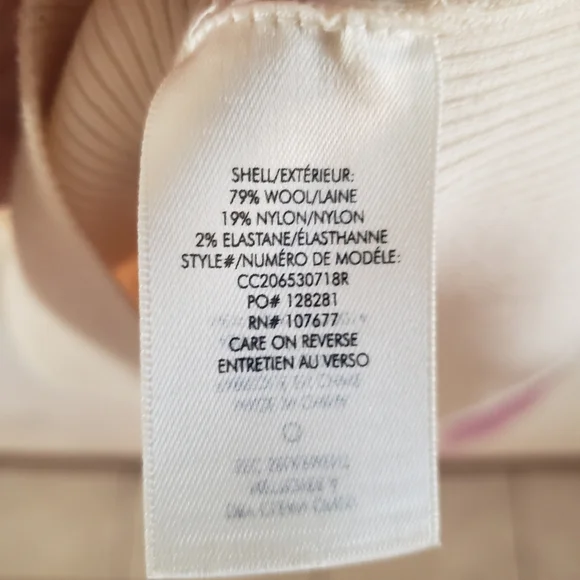 SHELL/EXTÉRIEUR:
79% WOOL/LAINE
19% NYLON/NYLON
2% ELASTANE/ÉLASTHANNE
STYLE#/NUMÉRO DE MODÉLE:
CC206530718R
PO# 128281
RN# 107677
CARE ON REVERSE
ENTRETIEN AU VERSO